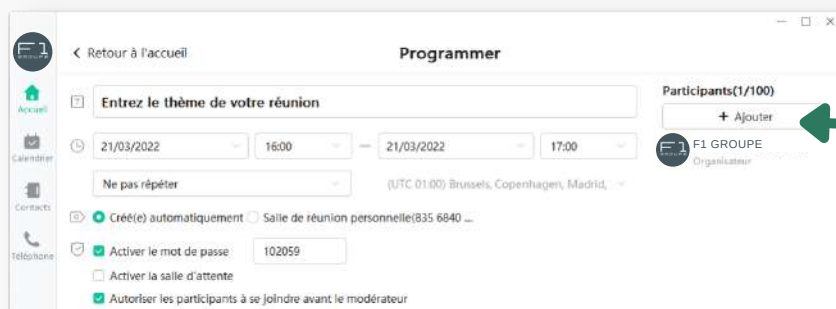 F1
GROUPE
Retour à l'accueil
Programmer
Accueil
Calendrier
Contacts
Téléphone
Entrez le thème de votre réunion
21/03/2022 16:00 — 21/03/2022 17:00
Ne pas répéter (UTC 01:00) Brussels, Copenhagen, Madrid,
Créé(e) automatiquement Salle de réunion personnelle(835 6840 ...
Activer le mot de passe 102059
Activer la salle d'attente
Autoriser les participants à se joindre avant le modérateur
Participants(1/100)
+ Ajouter
F1
GROUPE
F1 GROUPE
Organisateur